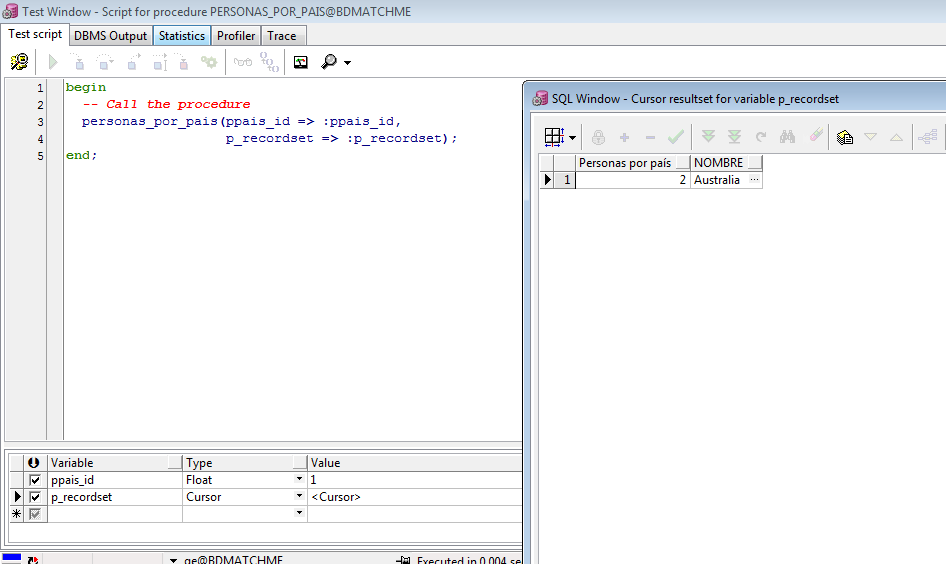 Test Window - Script for procedure PERSONAS_POR_PAIS@BDMATCHME
Test script DBMS Output Statistics Profiler Trace
1 begin
2 -- Call the procedure
3 personas_por_pais(ppais_id => :ppais_id,
4 p_recordset => :p_recordset);
5 end;
SQL Window - Cursor resultset for variable p_recordset
Personas por país NOMBRE
1 2 Australia ...
Variable Type Value
ppais_id Float 1
p_recordset Cursor <Cursor>
ge@BDMATCHME Executed in 0.004 se